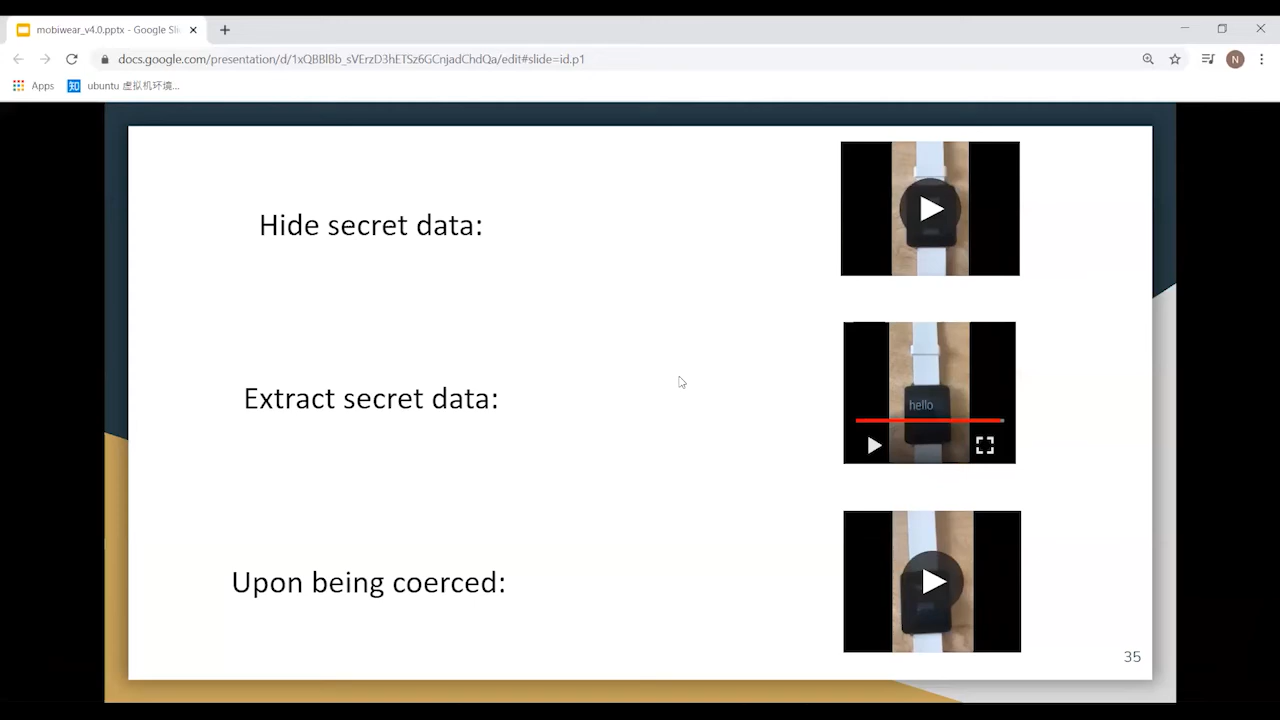 mobiwear_v4.0.pptx - Google Sli
docs.google.com/presentation/d/1xQBBlBb_sVErzD3hETSz6GCnjadChdQa/edit#slide=id.p1
N
Apps
知
ubuntu 虚拟机环境...
Hide secret data:
Extract secret data:
hello
Upon being coerced:
35